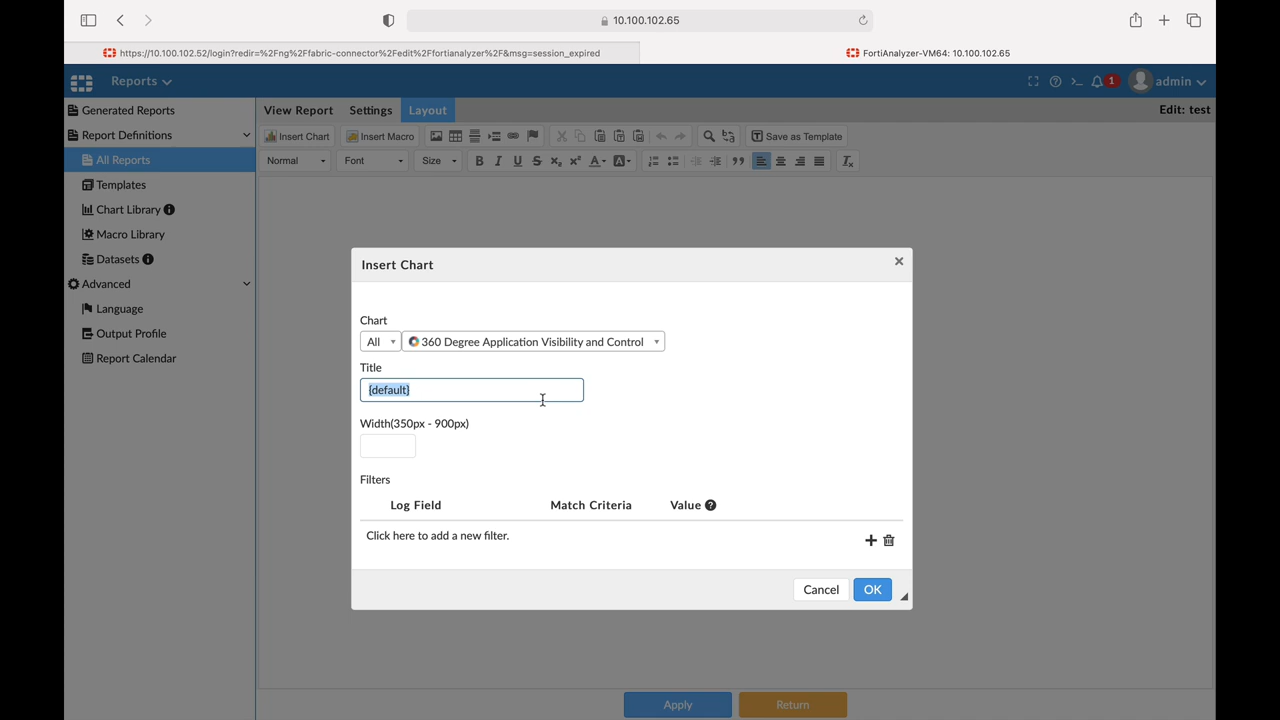 10.100.102.65
https://10.100.102.52/login?redir=%2Fng%2Ffabric-connector%2Fedit%2Ffortianalyzer%2F&msg=session_expired
FortiAnalyzer-VM64: 10.100.102.65
Reports
1
admin
Generated Reports
View Report
Settings
Layout
Edit: test
Report Definitions
Insert Chart
Insert Macro
Save as Template
All Reports
Normal
Font
Size
B I U S x₂ x² A A
Templates
Chart Library
Macro Library
Datasets
Advanced
Language
Output Profile
Report Calendar
Insert Chart
Chart
All
360 Degree Application Visibility and Control
Title
{default}
Width(350px - 900px)
Filters
Log Field
Match Criteria
Value
Click here to add a new filter.
Cancel
OK
Apply
Return